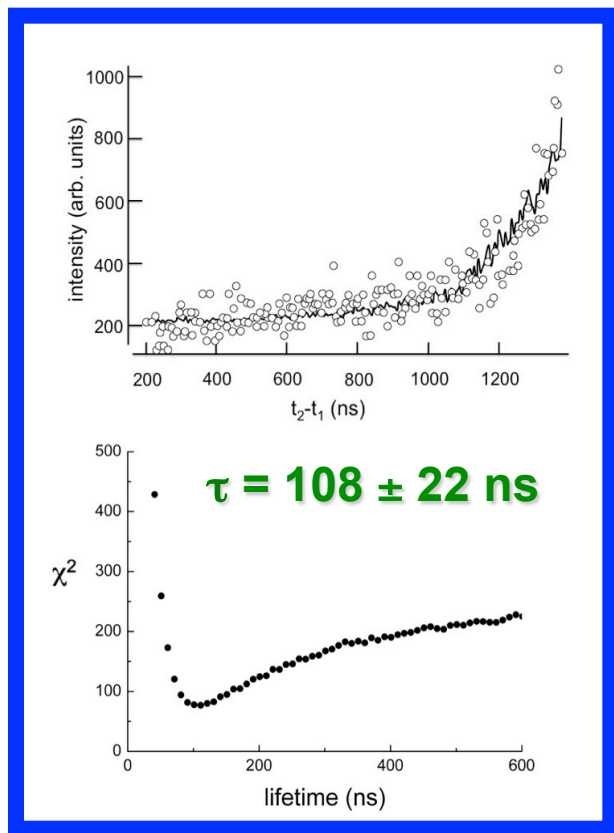 1000
800
600
400
200
intensity (arb. units)
200 400 600 800 1000 1200
t₂-t₁ (ns)
τ = 108 ± 22 ns
500
400
300
200
100
0
χ²
0 200 400 600
lifetime (ns)